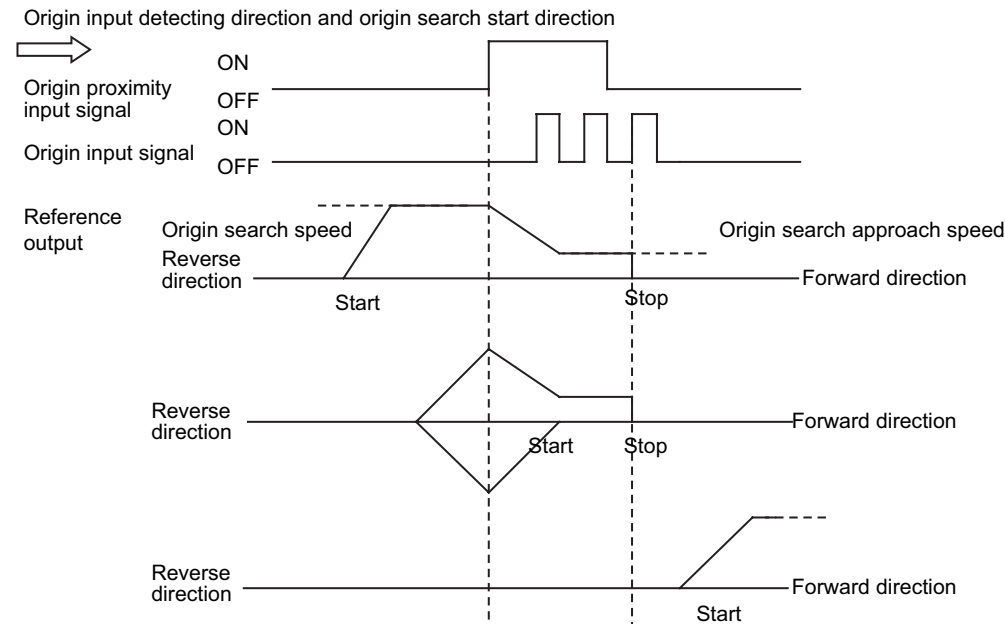 Origin input detecting direction and origin search start direction
ON
Origin proximity
input signal
OFF
ON
Origin input signal
OFF
Reference
output
Origin search speed
Origin search approach speed
Reverse
direction
Forward direction
Start
Stop
Reverse
direction
Forward direction
Start
Stop
Reverse
direction
Forward direction
Start